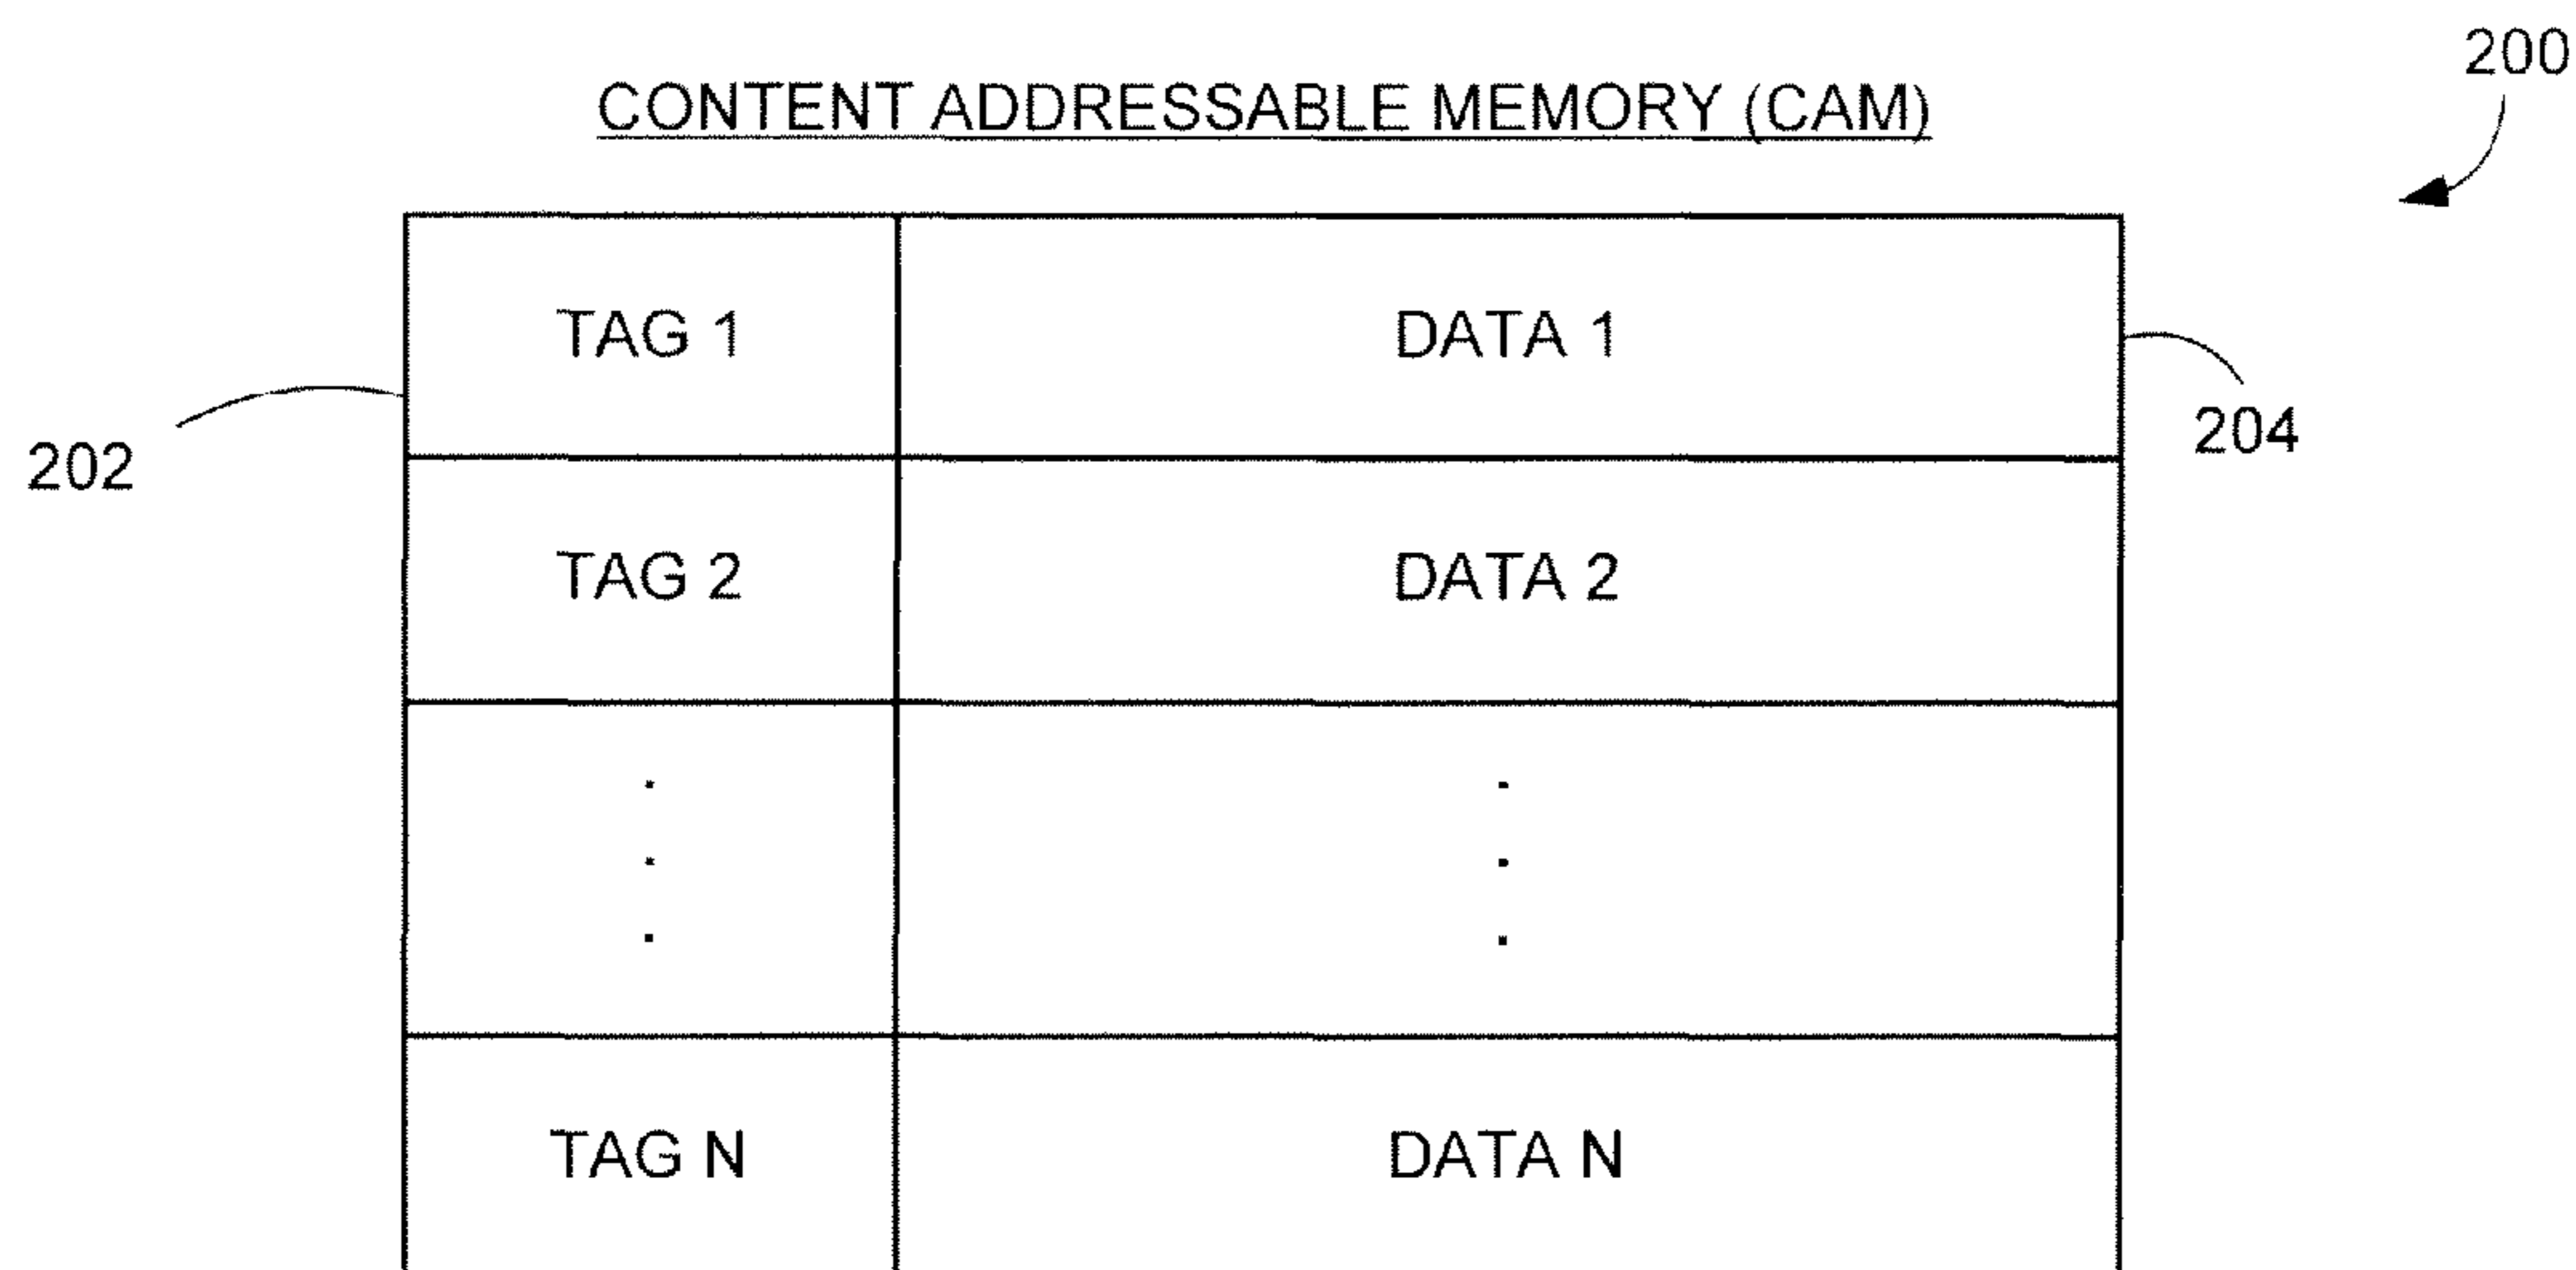 200
CONTENT ADDRESSABLE MEMORY (CAM)
TAG 1 DATA 1
204
202
TAG 2 DATA 2
TAG N DATA N